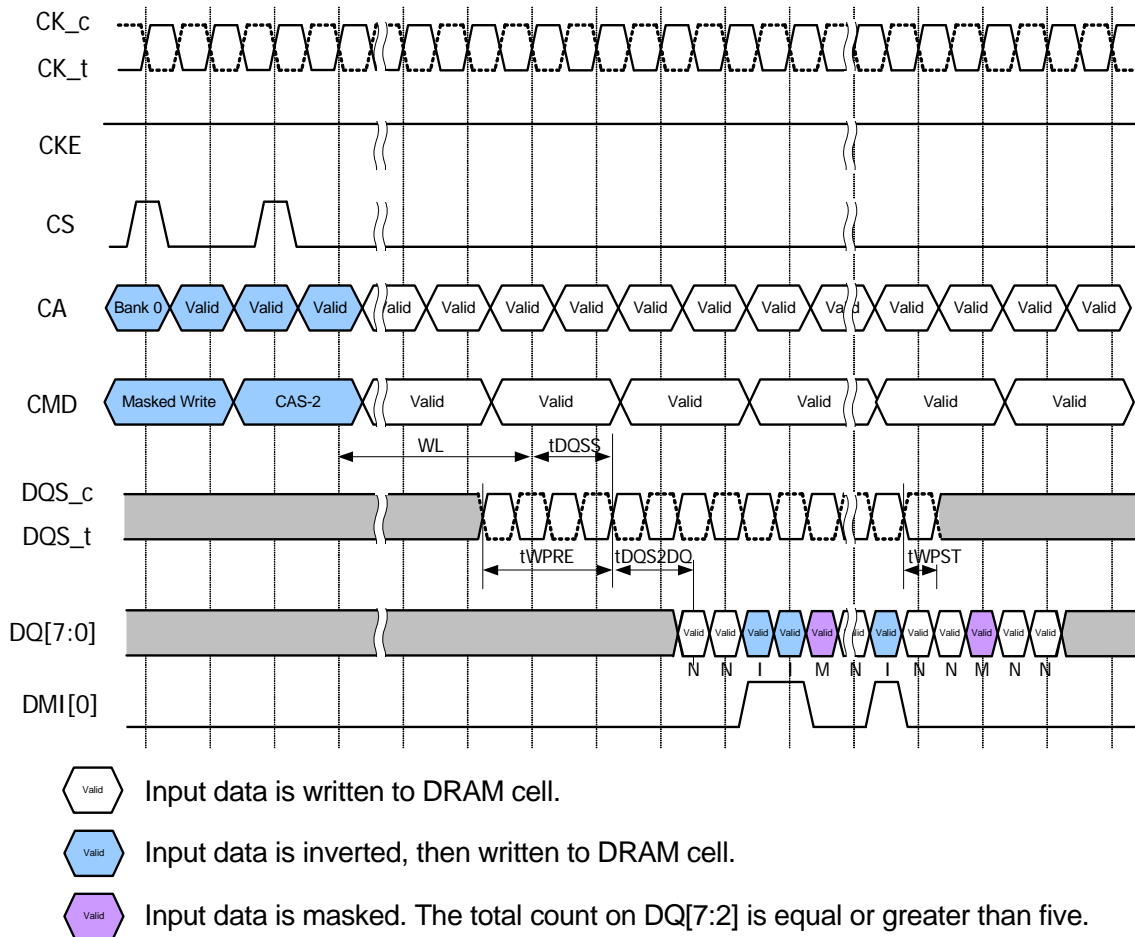 CK_c
CK_t
CKE
CS
CA
Bank 0 Valid Valid Valid Valid Valid Valid Valid Valid Valid Valid Valid Valid Valid Valid Valid
CMD
Masked Write CAS-2 Valid Valid Valid Valid Valid Valid
WL tDQSS
DQS_c
DQS_t
tWPRE tDQS2DQ tWPST
DQ[7:0]
Valid Valid Valid Valid Valid Valid Valid Valid Valid Valid Valid Valid
N N I I M N I N N M N N
DMI[0]
Valid Input data is written to DRAM cell.
Valid Input data is inverted, then written to DRAM cell.
Valid Input data is masked. The total count on DQ[7:2] is equal or greater than five.